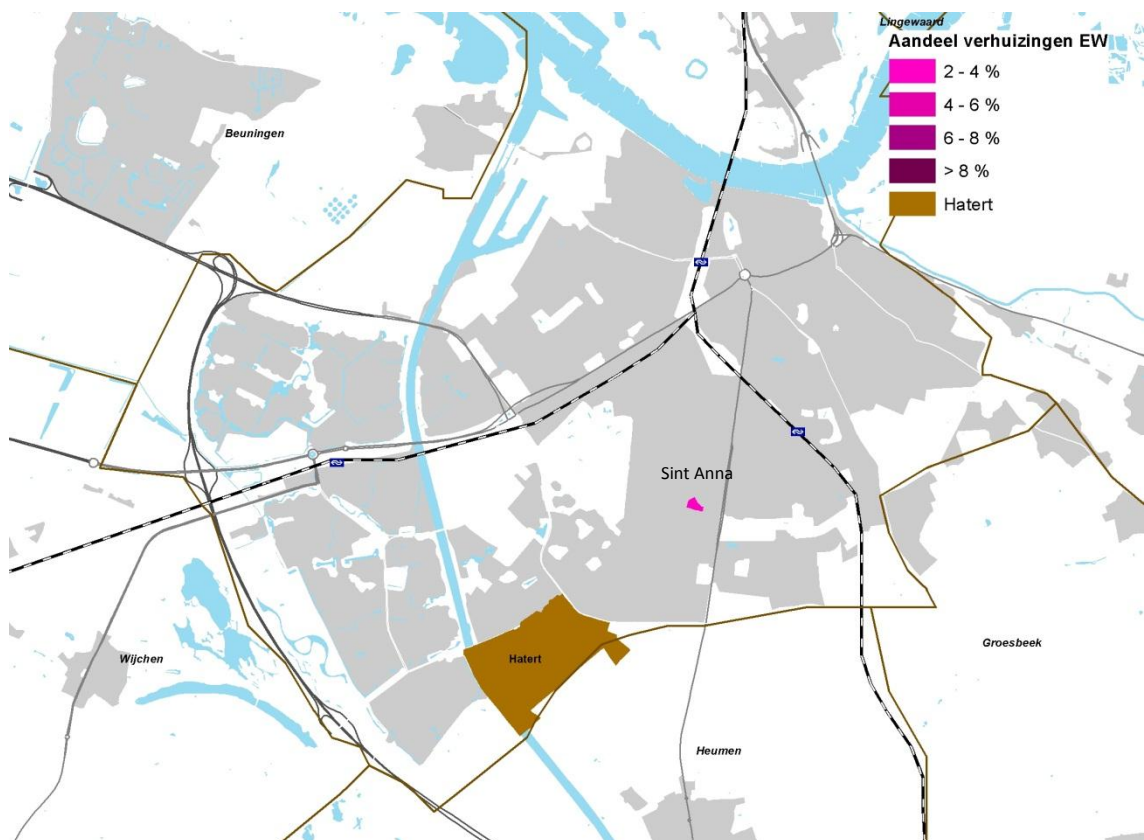 Lingewaard
Aandeel verhuizingen EW
2 - 4 %
4 - 6 %
6 - 8 %
> 8 %
Hatert
Beuningen
Sint Anna
Hatert
Wijchen
Groesbeek
Heumen